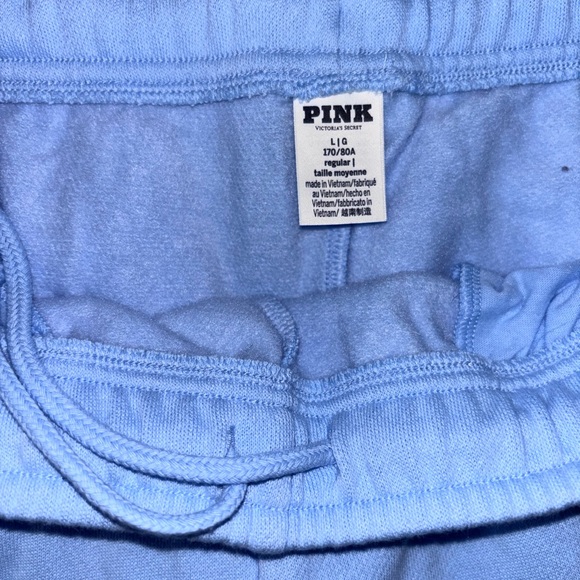 PINK
VICTORIA'S SECRET
L|G
170/80A
regular |
taille moyenne
made in Vietnam/fabriqué
au Vietnam/hecho en
Vietnam/fabbricato in
Vietnam/ 越南制造